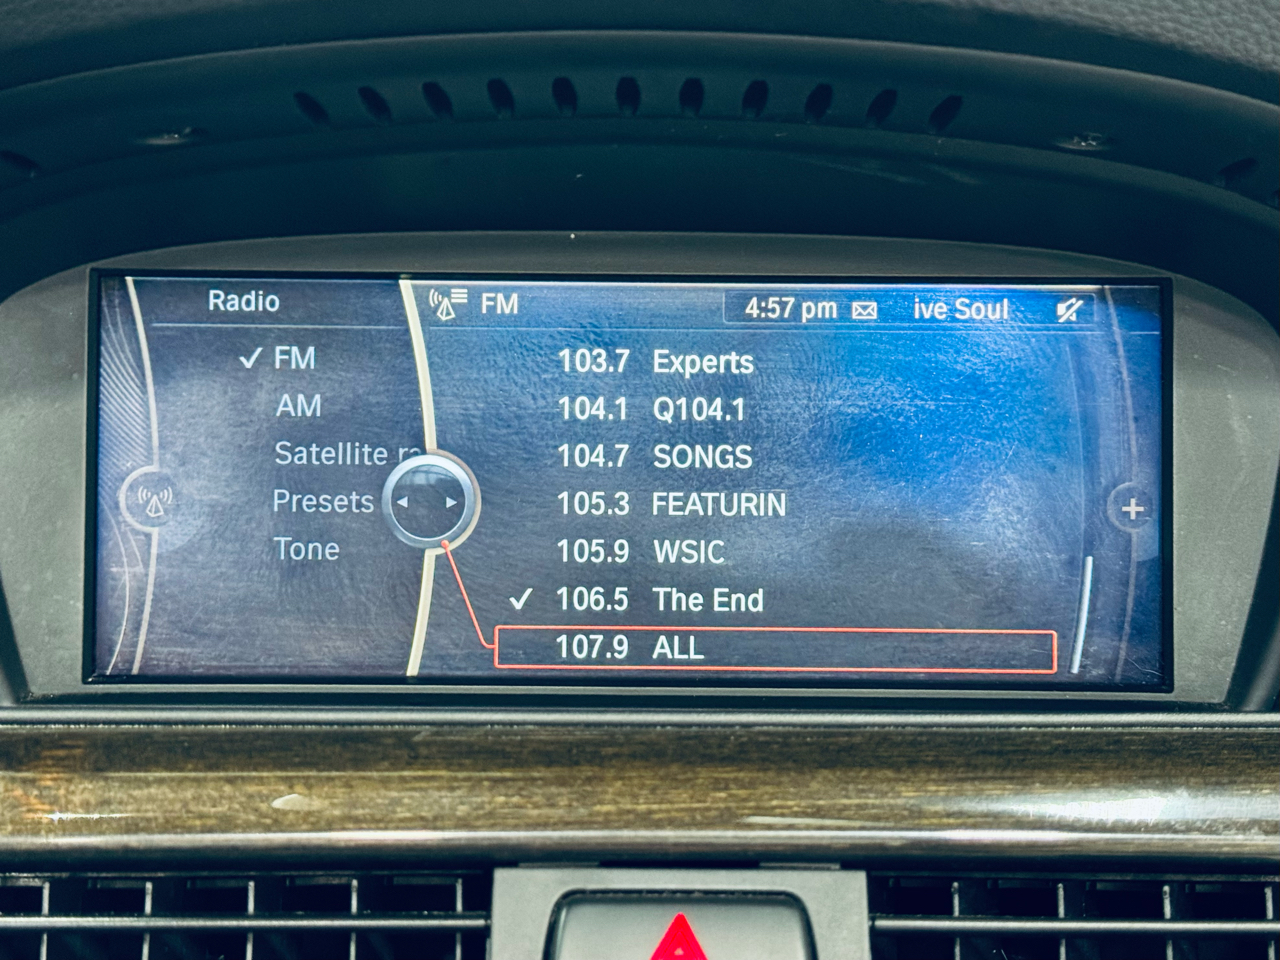 Radio
FM
4:57 pm
ive Soul
✓ FM
AM
Satellite ra
Presets
Tone
103.7 Experts
104.1 Q104.1
104.7 SONGS
105.3 FEATURIN
105.9 WSIC
✓ 106.5 The End
107.9 ALL